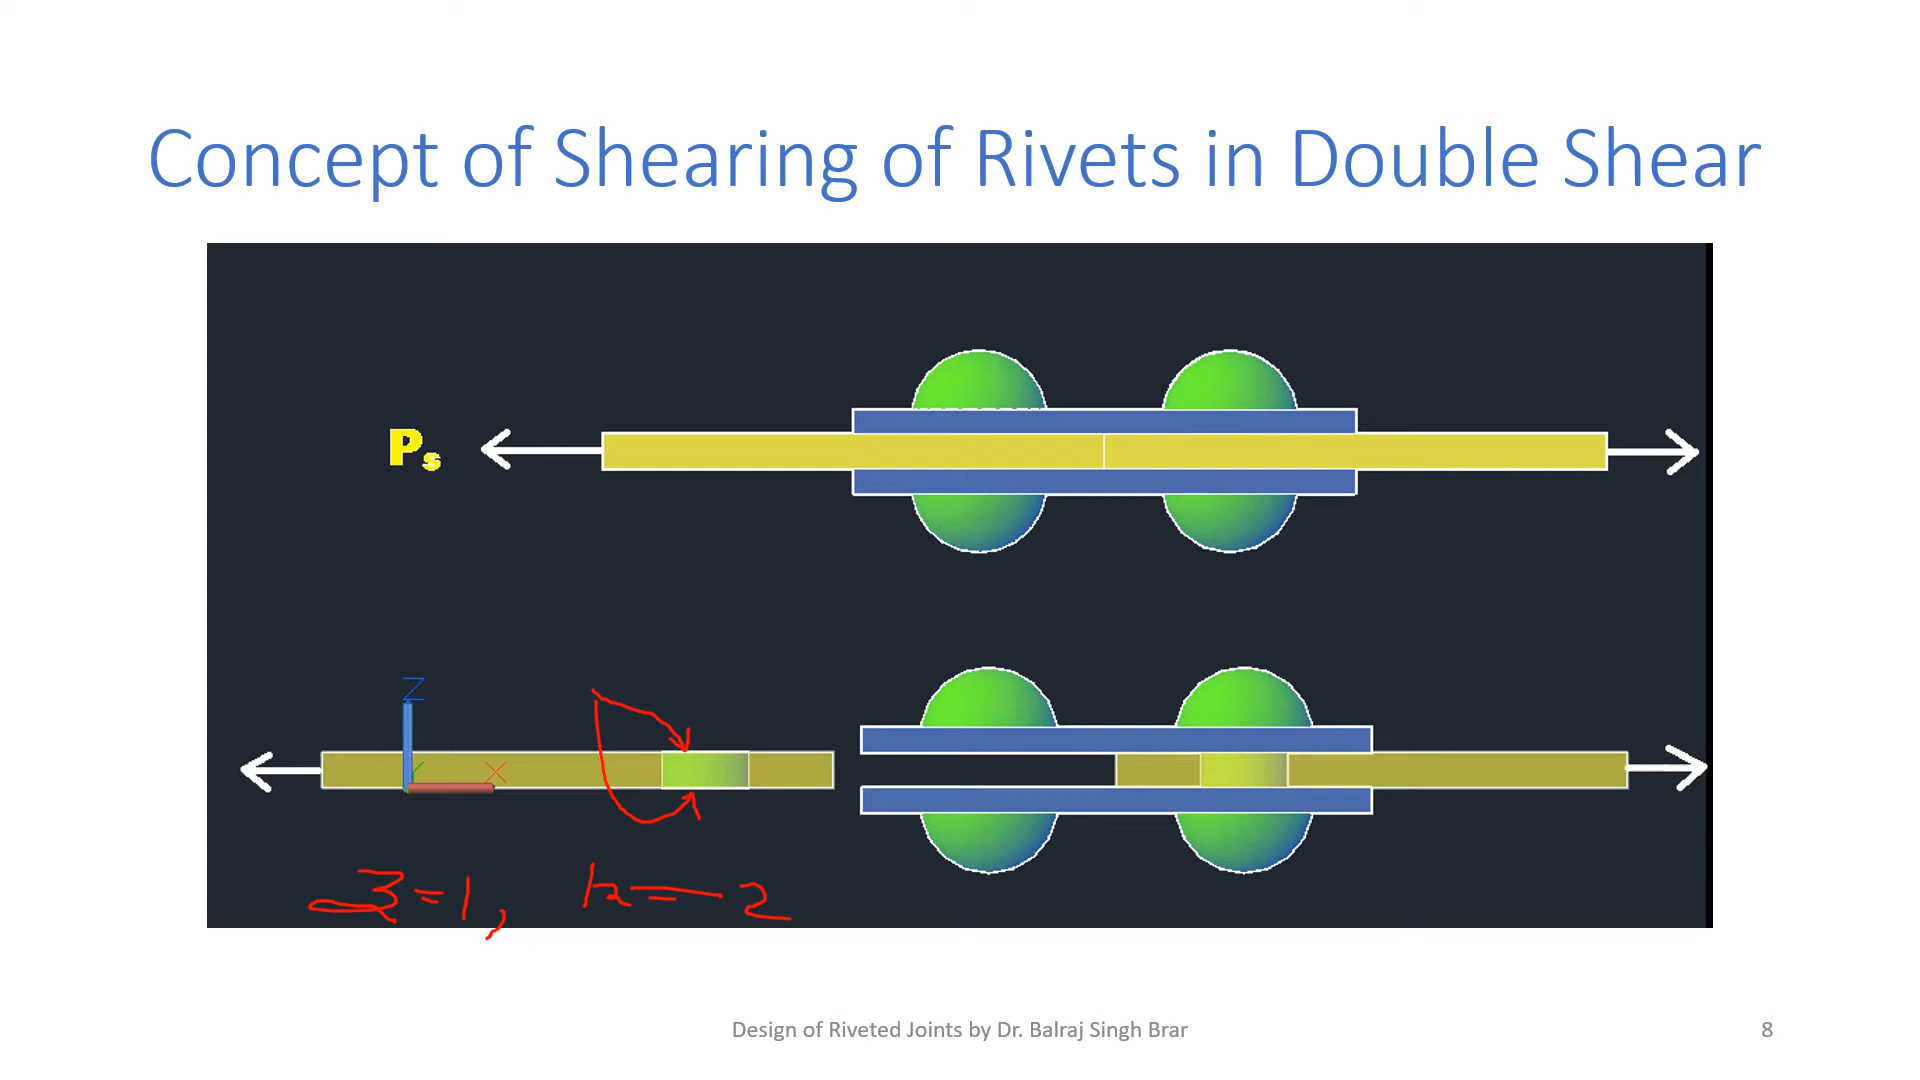 Concept of Shearing of Rivets in Double Shear
Ps
Z
Y X
3=1, = 2
Design of Riveted Joints by Dr. Balraj Singh Brar 8